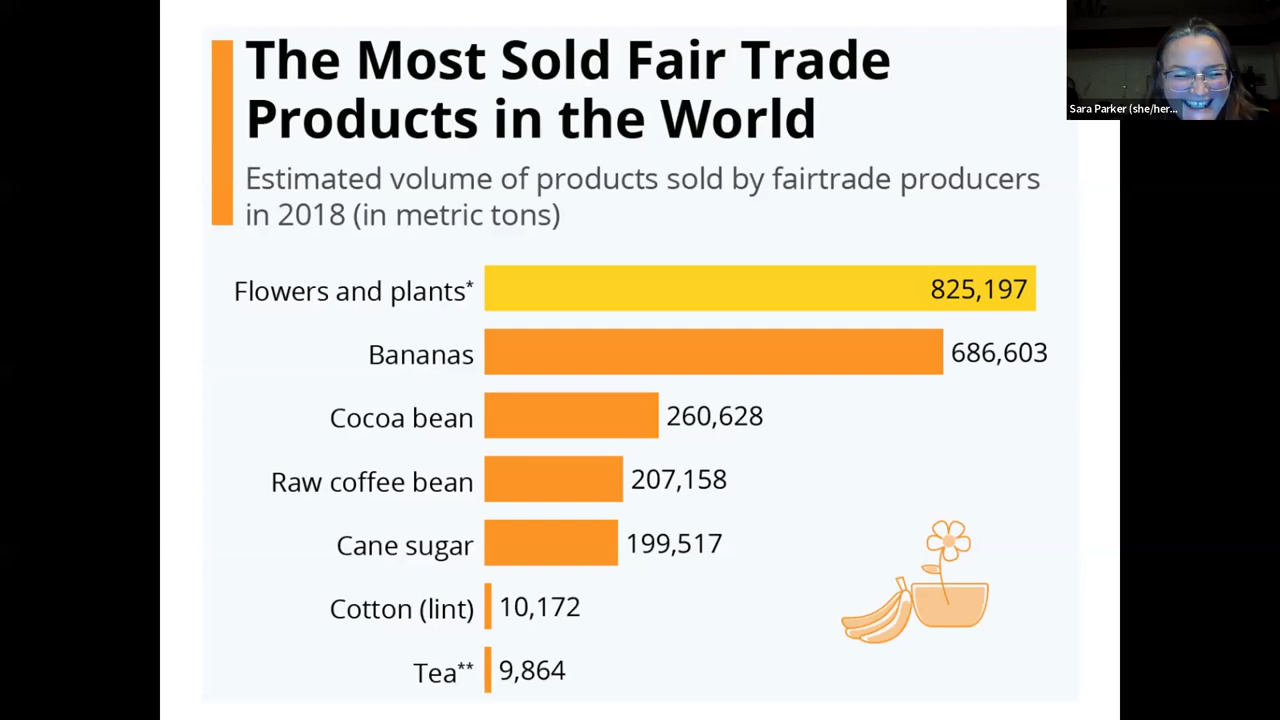 The Most Sold Fair Trade
Products in the World
Estimated volume of products sold by fairtrade producers
in 2018 (in metric tons)
Flowers and plants* 825,197
Bananas 686,603
Cocoa bean 260,628
Raw coffee bean 207,158
Cane sugar 199,517
Cotton (lint) 10,172
Tea** 9,864
Sara Parker (she/her...